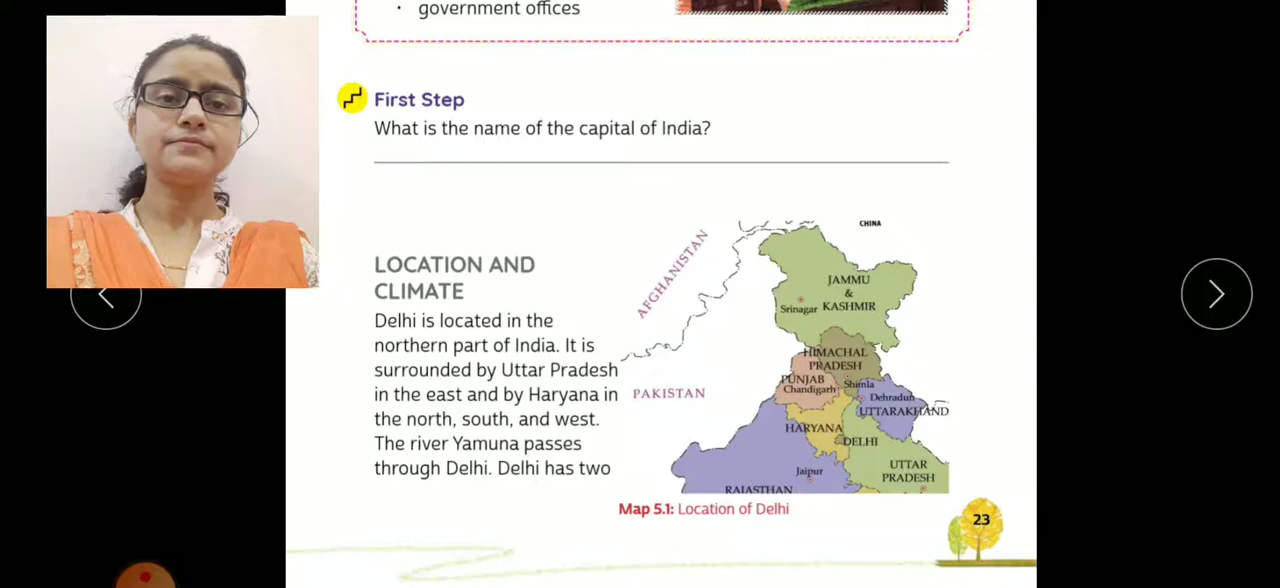 · government offices
First Step
What is the name of the capital of India?
LOCATION AND
CLIMATE
Delhi is located in the
northern part of India. It is
surrounded by Uttar Pradesh
in the east and by Haryana in
the north, south, and west.
The river Yamuna passes
through Delhi. Delhi has two
CHINA
AFGHANISTAN
JAMMU
&
KASHMIR
Srinagar
HIMACHAL
PRADESH
PUNJAB
Chandigarh
Shimla
PAKISTAN
Dehradun
UTTARAKHAND
HARYANA
DELHI
UTTAR
PRADESH
Jaipur
RAJASTHAN
Map 5.1: Location of Delhi
23